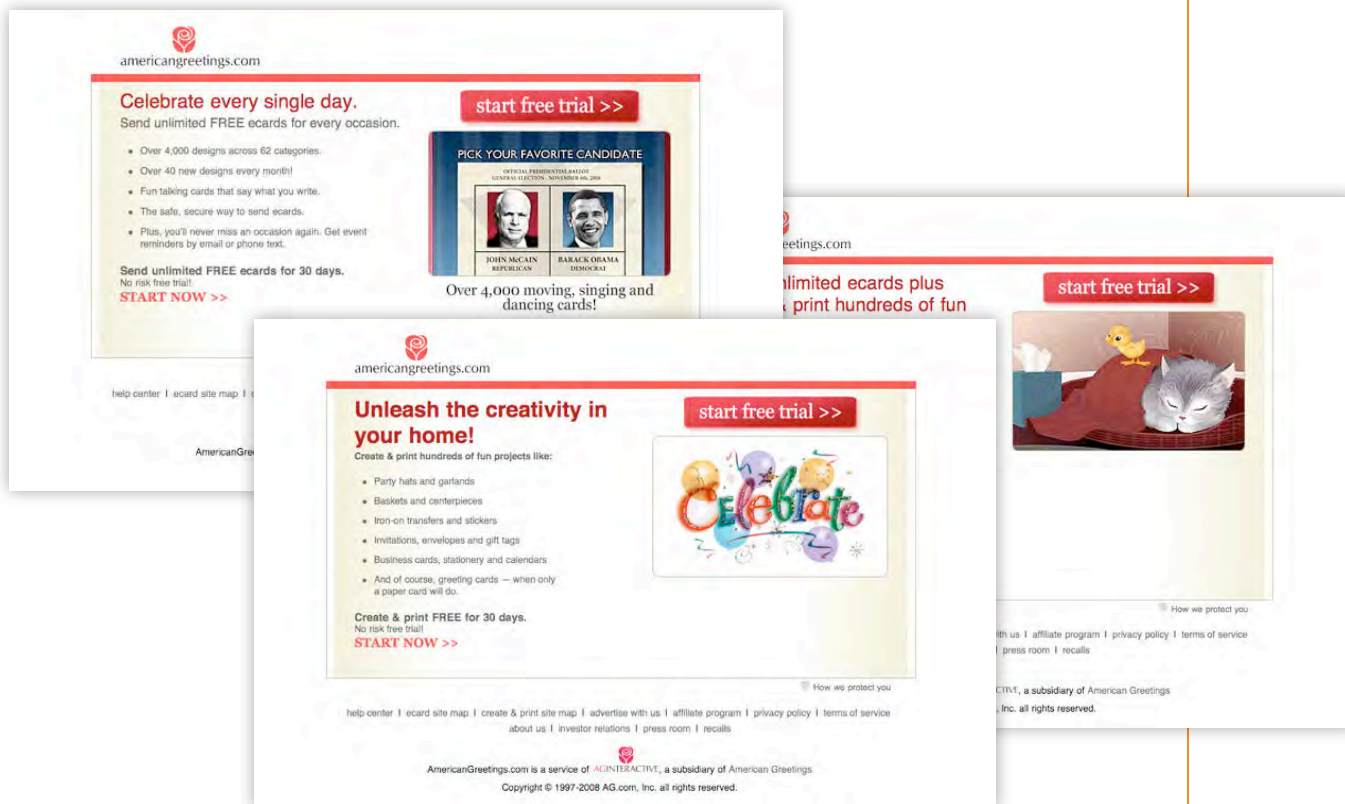 americangreetings.com
Celebrate every single day.
Send unlimited FREE ecards for every occasion.
Over 4,000 designs across 62 categories.
Over 40 new designs every month!
Fun talking cards that say what you write.
The safe, secure way to send ecards.
Plus, you'll never miss an occasion again. Get event
reminders by email or phone text.
Send unlimited FREE ecards for 30 days.
No risk free trial!
START NOW >>
start free trial >>
PICK YOUR FAVORITE CANDIDATE
OFFICIAL PRESIDENTIAL BALLOT
GENERAL ELECTION - NOVEMBER 4th, 2008
JOHN McCAIN
REPUBLICAN
BARACK OBAMA
DEMOCRAT
Over 4,000 moving, singing and
dancing cards!
help center | ecard site map |
AmericanGre
eetings.com
nlimited ecards plus
& print hundreds of fun
start free trial >>
How we protect you
ith us | affiliate program | privacy policy | terms of service
| press room | recalls
CTIVE, a subsidiary of American Greetings
, Inc. all rights reserved.
americangreetings.com
Unleash the creativity in
your home!
Create & print hundreds of fun projects like:
Party hats and garlands
Baskets and centerpieces
Iron-on transfers and stickers
Invitations, envelopes and gift tags
Business cards, stationery and calendars
And of course, greeting cards — when only
a paper card will do.
Create & print FREE for 30 days.
No risk free trial!
START NOW >>
start free trial >>
CELEBRATE
How we protect you
help center | ecard site map | create & print site map | advertise with us | affiliate program | privacy policy | terms of service
about us | investor relations | press room | recalls
AmericanGreetings.com is a service of AGINTERACTIVE, a subsidiary of American Greetings
Copyright © 1997-2008 AG.com, Inc. all rights reserved.